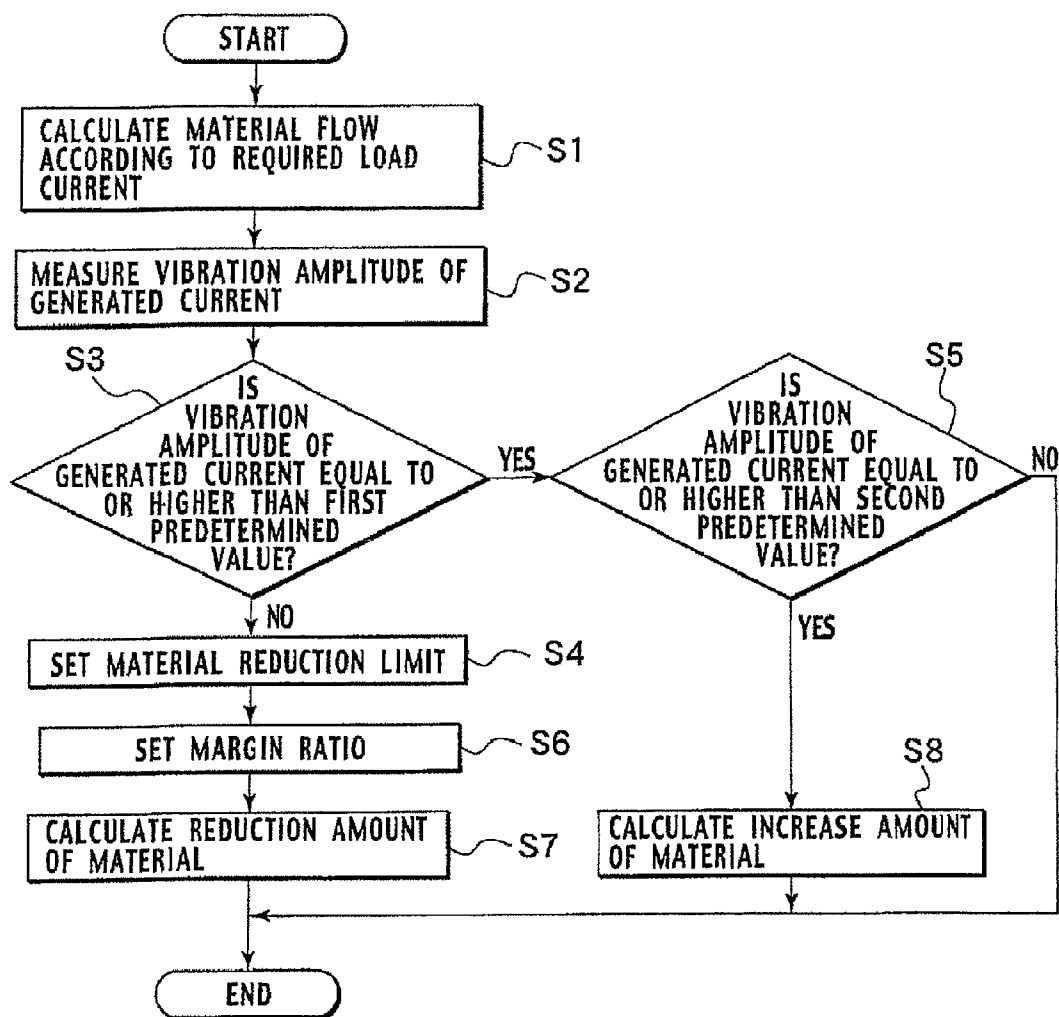 START
CALCULATE MATERIAL FLOW
ACCORDING TO REQUIRED LOAD
CURRENT
S1
MEASURE VIBRATION AMPLITUDE OF
GENERATED CURRENT
S2
S3
IS
VIBRATION
AMPLITUDE OF
GENERATED CURRENT EQUAL TO
OR HIGHER THAN FIRST
PREDETERMINED
VALUE?
YES
NO
S5
IS
VIBRATION
AMPLITUDE OF
GENERATED CURRENT EQUAL TO
OR HIGHER THAN SECOND
PREDETERMINED
VALUE?
NO
YES
SET MATERIAL REDUCTION LIMIT
S4
SET MARGIN RATIO
S6
CALCULATE REDUCTION AMOUNT
OF MATERIAL
S7
S8
CALCULATE INCREASE AMOUNT
OF MATERIAL
END